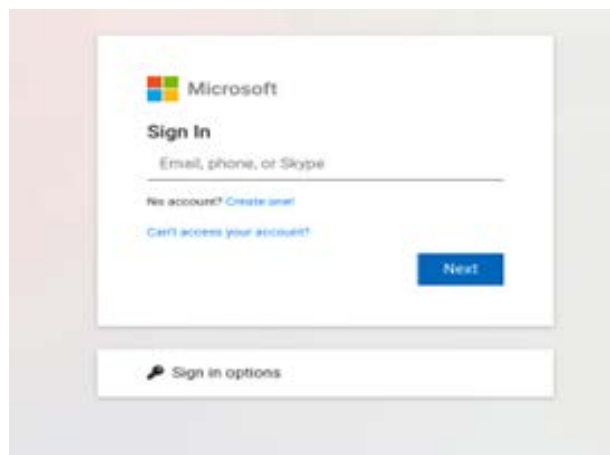 Microsoft
Sign In
Email, phone, or Skype
No account? Create one!
Can't access your account?
Next
Sign in options